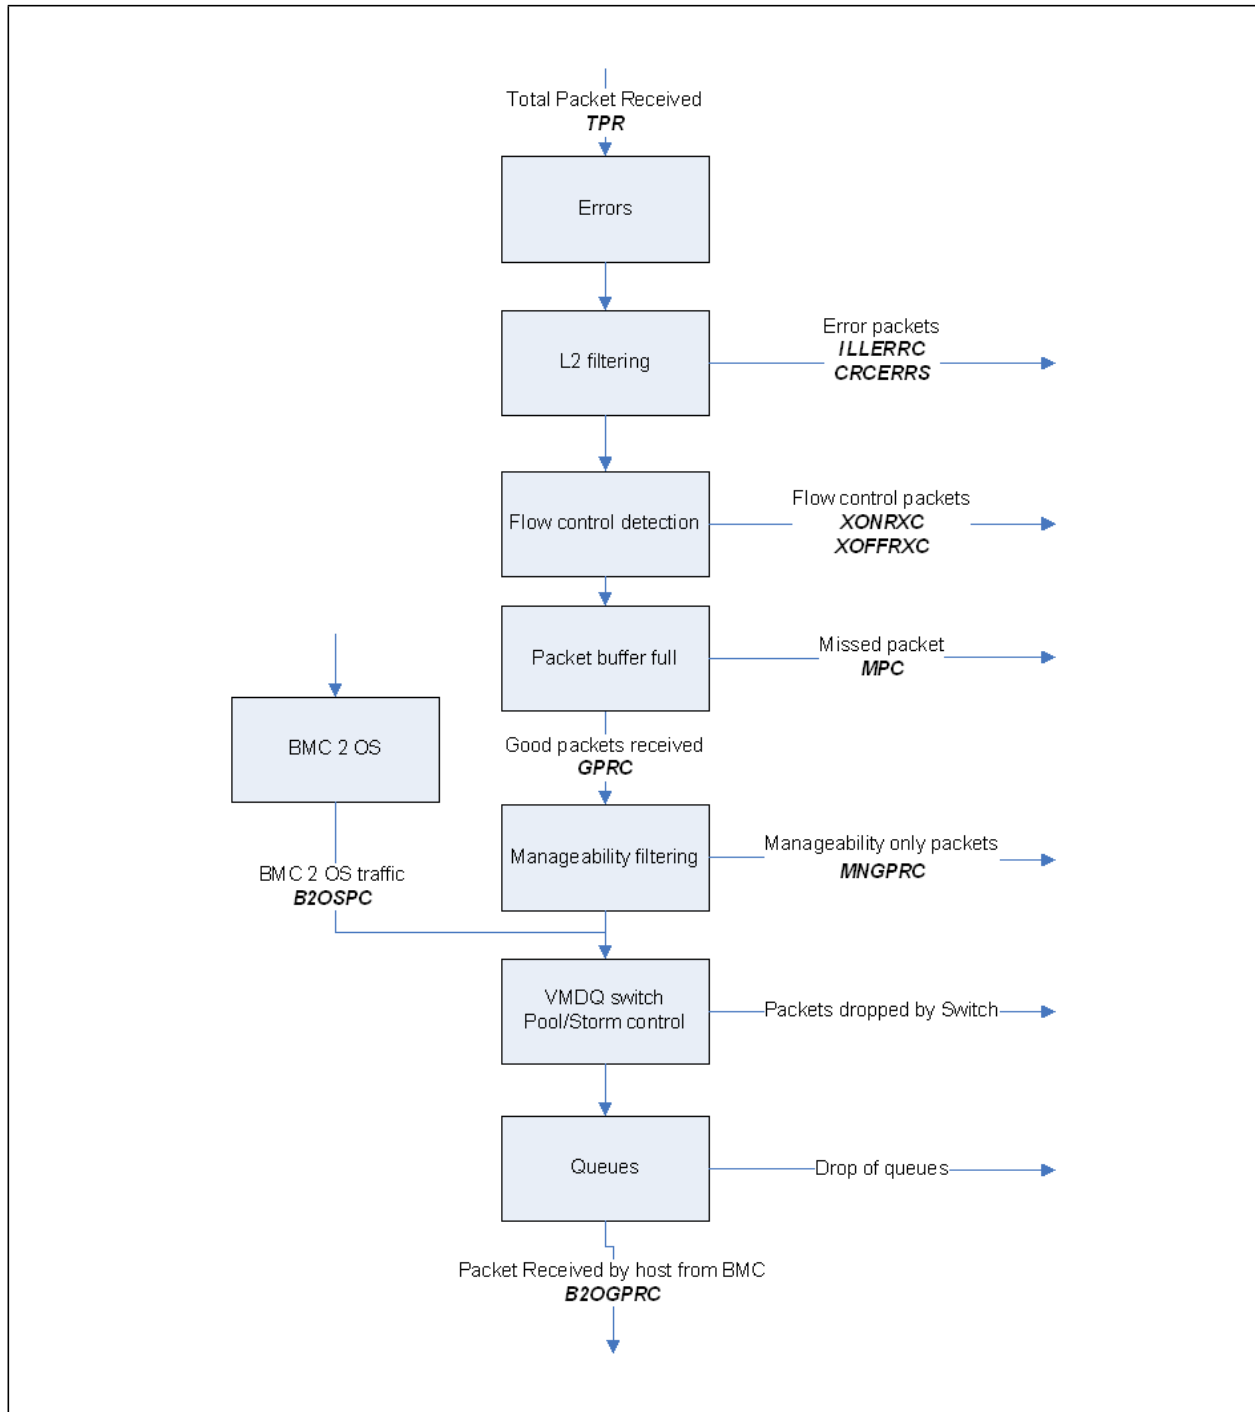 Total Packet Received
TPR
Errors
L2 filtering
Error packets
ILLERRC
CRCERRS
Flow control detection
Flow control packets
XONRXC
XOFFRXC
Packet buffer full
Missed packet
MPC
BMC 2 OS
Good packets received
GPRC
Manageability filtering
Manageability only packets
MNGPRC
BMC 2 OS traffic
B2OSPC
VMDQ switch
Pool/Storm control
Packets dropped by Switch
Queues
Drop of queues
Packet Received by host from BMC
B2OGPRC